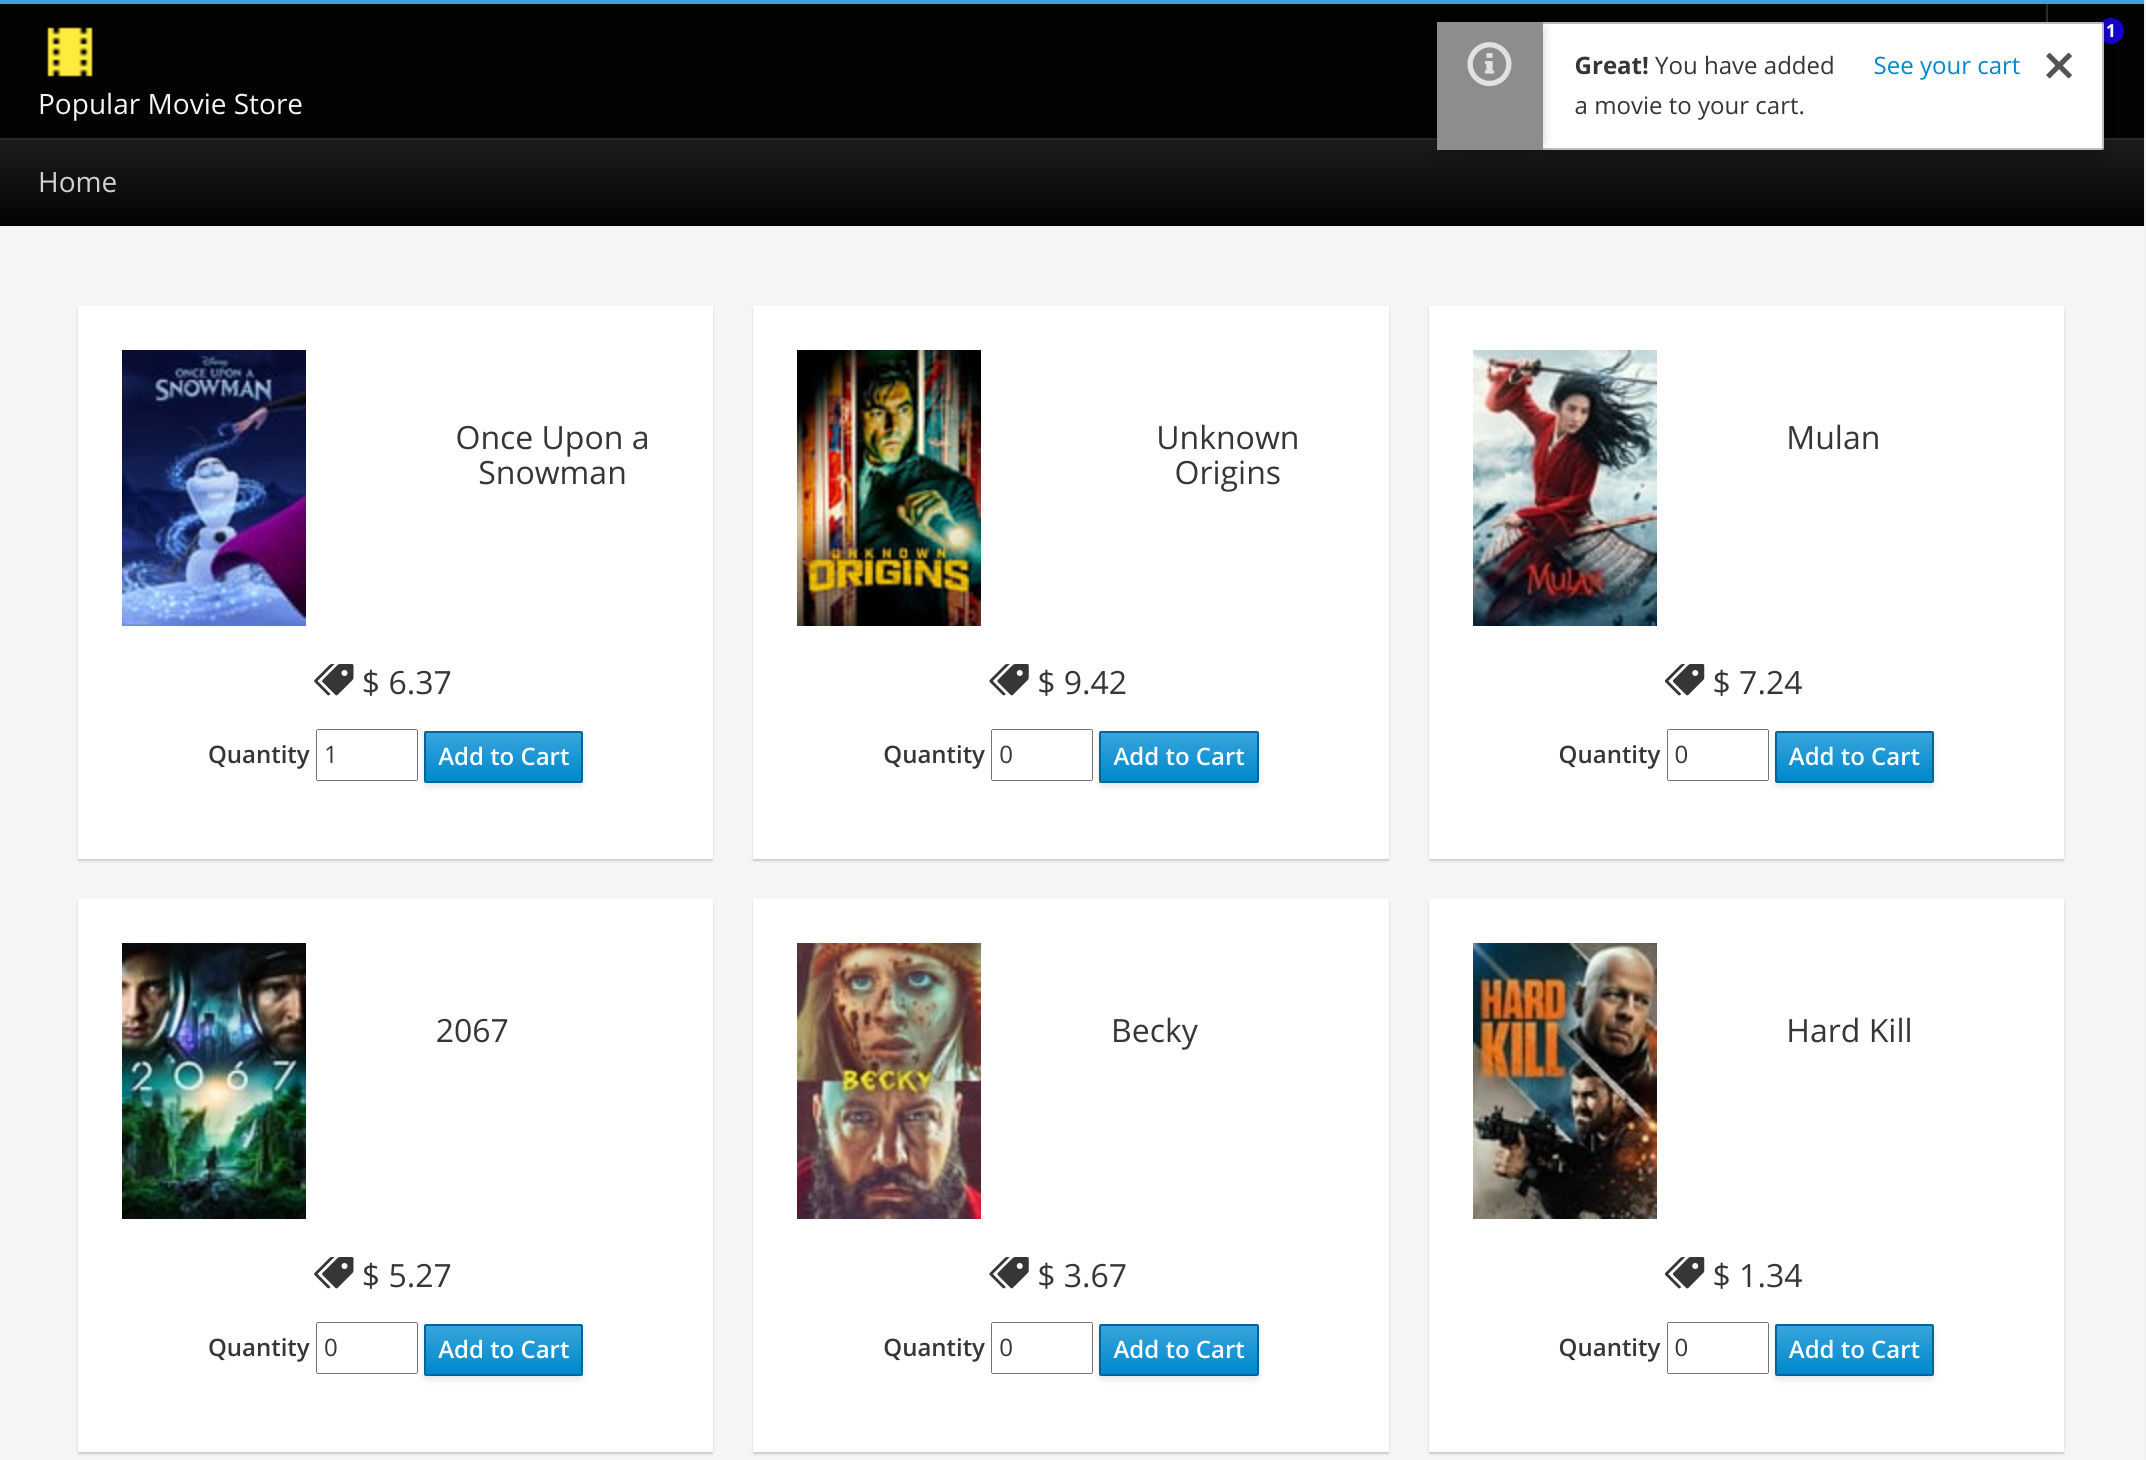 Popular Movie Store
Great! You have added
a movie to your cart.
See your cart
1
Home
Disney
ONCE UPON A
SNOWMAN
Once Upon a
Snowman
$ 6.37
Quantity 1 Add to Cart
UNKNOWN
ORIGINS
Unknown
Origins
$ 9.42
Quantity 0 Add to Cart
MULAN
Mulan
$ 7.24
Quantity 0 Add to Cart
2067
2067
$ 5.27
Quantity 0 Add to Cart
BECKY
Becky
$ 3.67
Quantity 0 Add to Cart
HARD
KILL
Hard Kill
$ 1.34
Quantity 0 Add to Cart